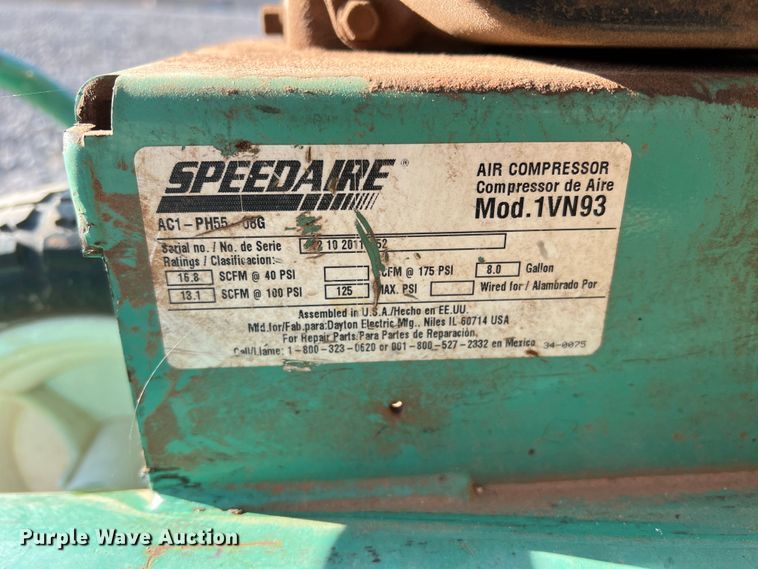 SPEEDAIRE ®
AIR COMPRESSOR
Compressor de Aire
Mod.1VN93
AC1-PH55 08G
Serial no. / No. de Serie 10 2011
Ratings / Clasificacion:
16.8 SCFM @ 40 PSI SCFM @ 175 PSI 8.0 Gallon
13.1 SCFM @ 100 PSI 125 MAX. PSI Wired for / Alambrado Por
Assembled in U.S.A./Hecho en EE.UU.
Mfd.for/Fab.para:Dayton Electric Mfg., Niles IL 60714 USA
For Repair Parts/Para Partes de Reparación,
Call/Llame: 1-800-323-0620 or 001-800-527-2332 en Mexico 34-0075
Purple Wave Auction